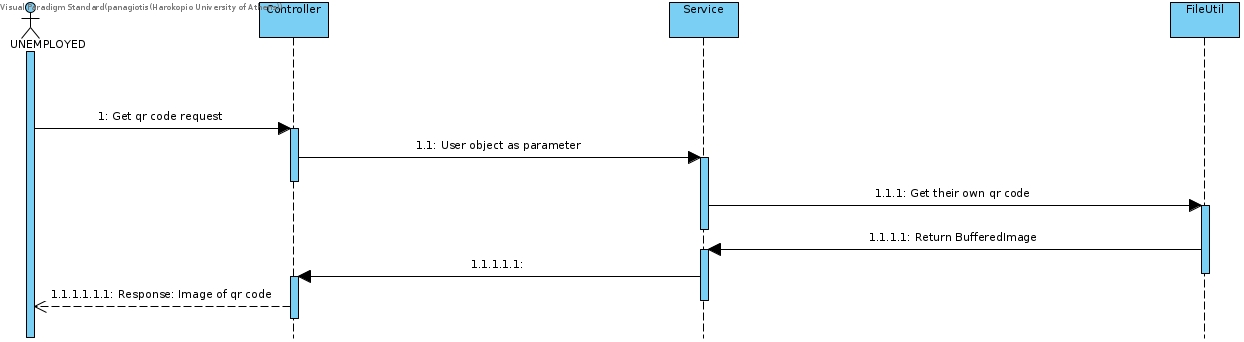 Visual Paradigm Standard(panagiotis(Harokopio University of Athens))
Controller
Service
FileUtil
UNEMPLOYED
1: Get qr code request
1.1: User object as parameter
1.1.1: Get their own qr code
1.1.1.1: Return BufferedImage
1.1.1.1.1:
1.1.1.1.1.1: Response: Image of qr code